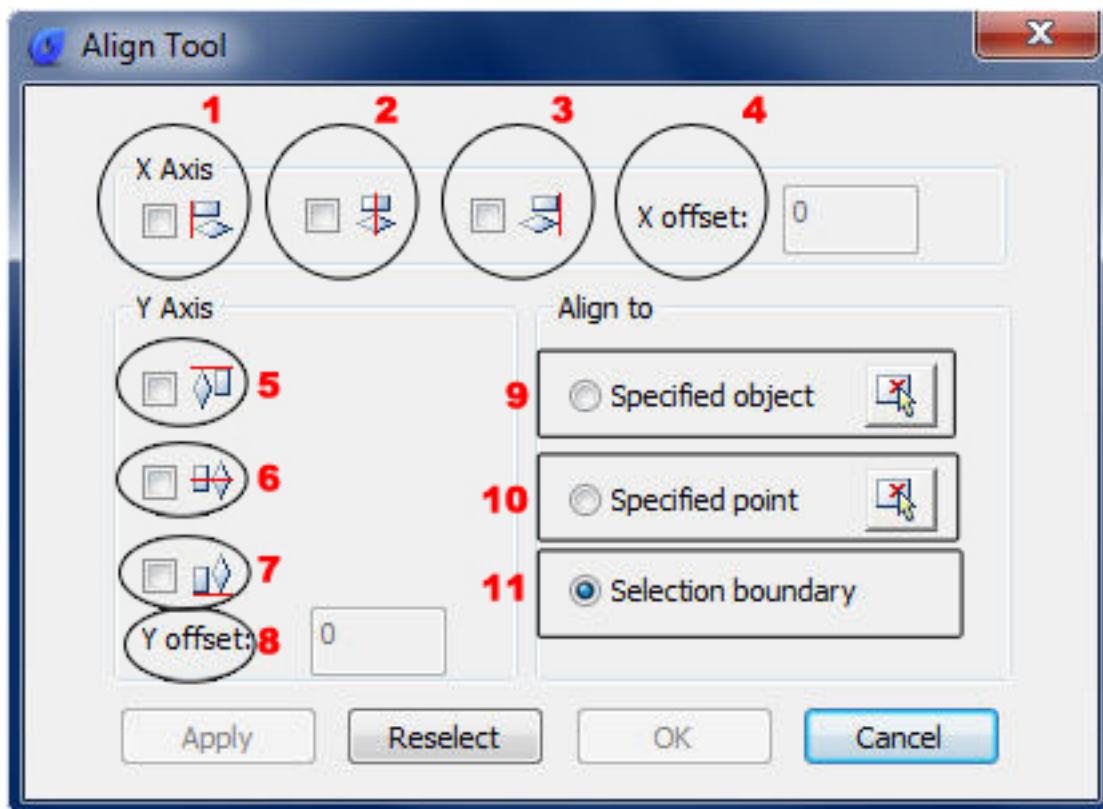 Align Tool
X
1 2 3 4
X Axis
X offset: 0
Y Axis
Align to
5
9 Specified object
6
10 Specified point
7
11 Selection boundary
Y offset: 8 0
Apply Reselect OK Cancel